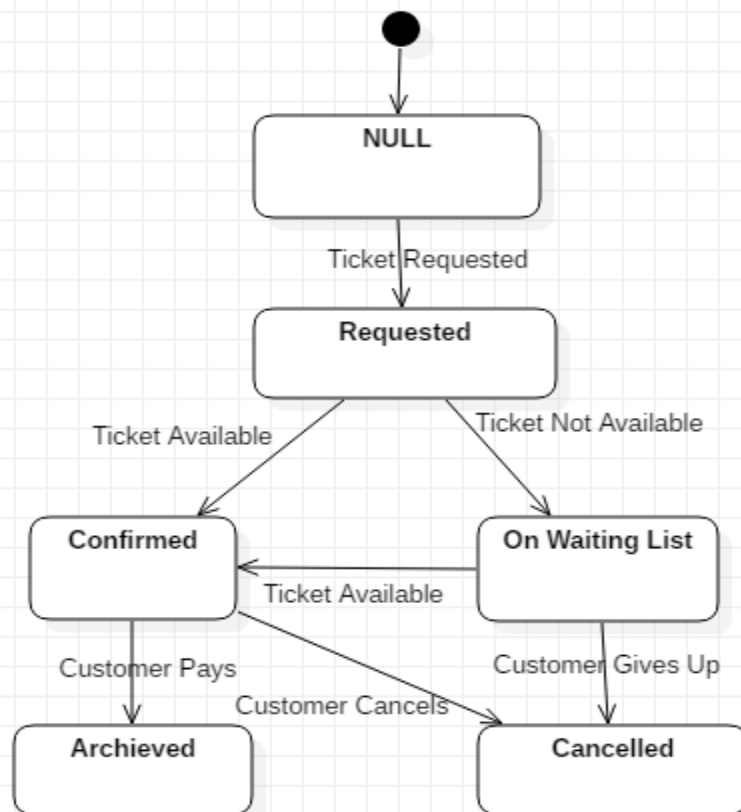 NULL
Ticket Requested
Requested
Ticket Available
Ticket Not Available
Confirmed
On Waiting List
Ticket Available
Customer Pays
Customer Gives Up
Customer Cancels
Archieved
Cancelled